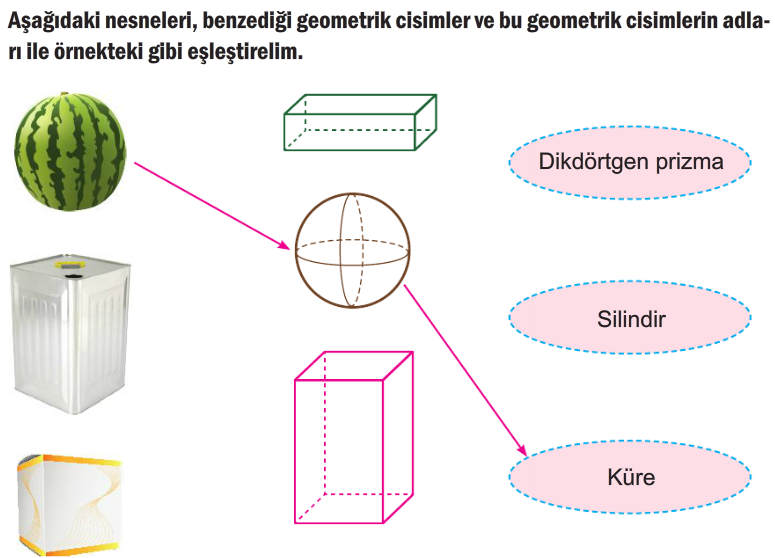 Aşağıdaki nesneleri, benzediği geometrik cisimler ve bu geometrik cisimlerin adla-
rı ile örnekteki gibi eşleştirelim.
Dikdörtgen prizma
Silindir
Küre